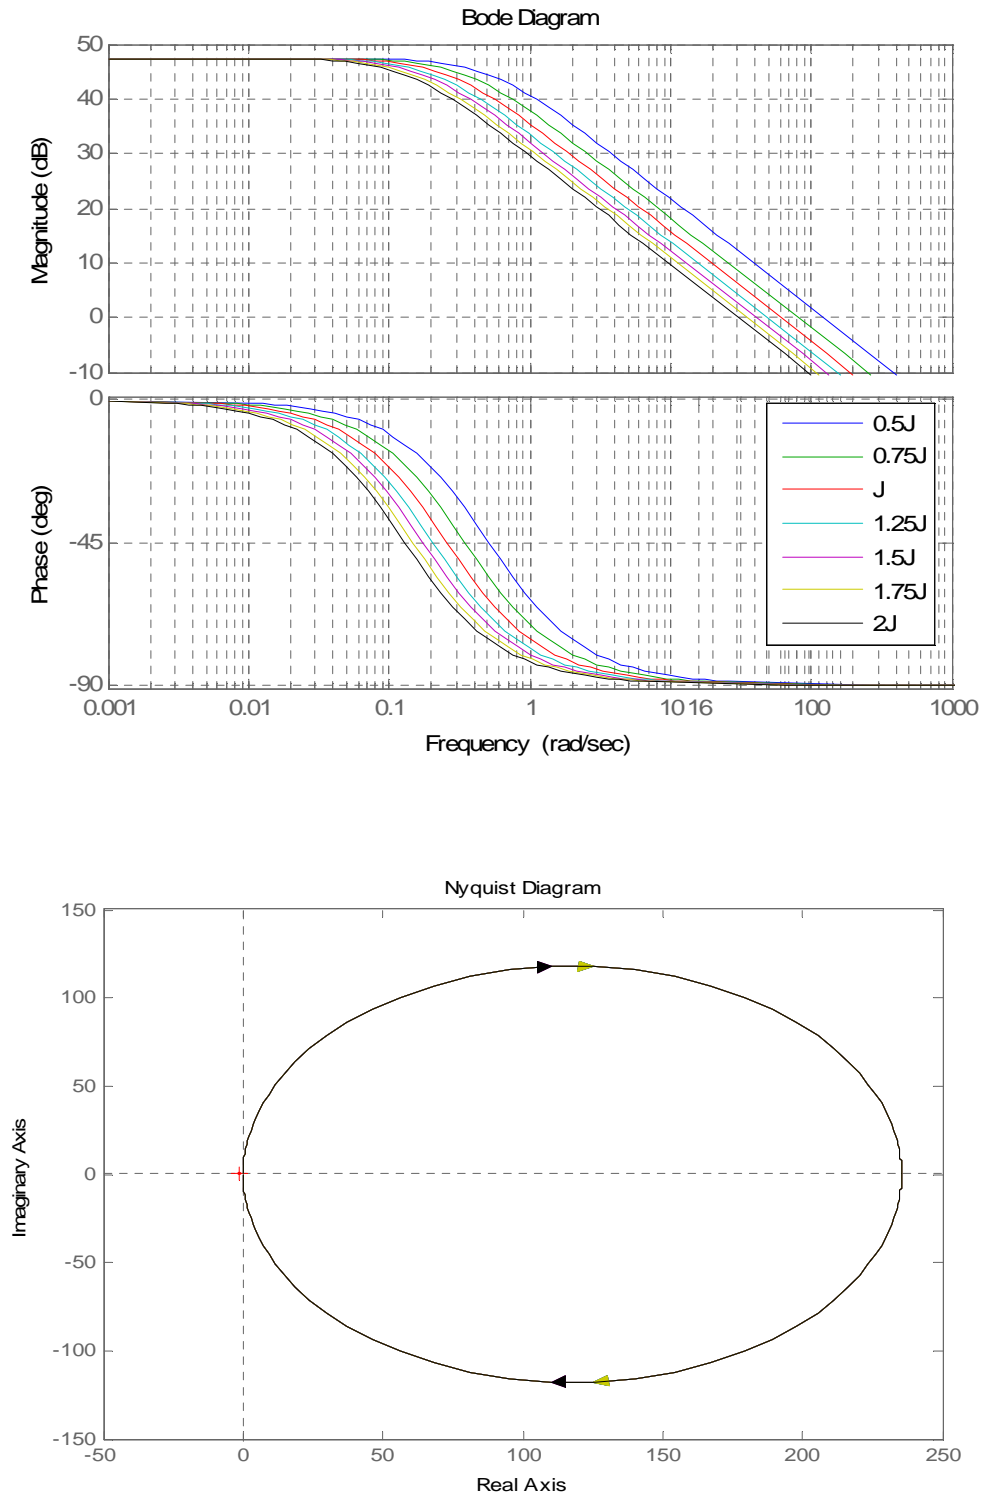 Bode Diagram
50
40
30
20
10
0
-10
Magnitude (dB)
0
-45
-90
Phase (deg)
0.5J
0.75J
J
1.25J
1.5J
1.75J
2J
0.001 0.01 0.1 1 10 16 100 1000
Frequency (rad/sec)
Nyquist Diagram
150
100
50
0
-50
-100
-150
Imaginary Axis
-50 0 50 100 150 200 250
Real Axis